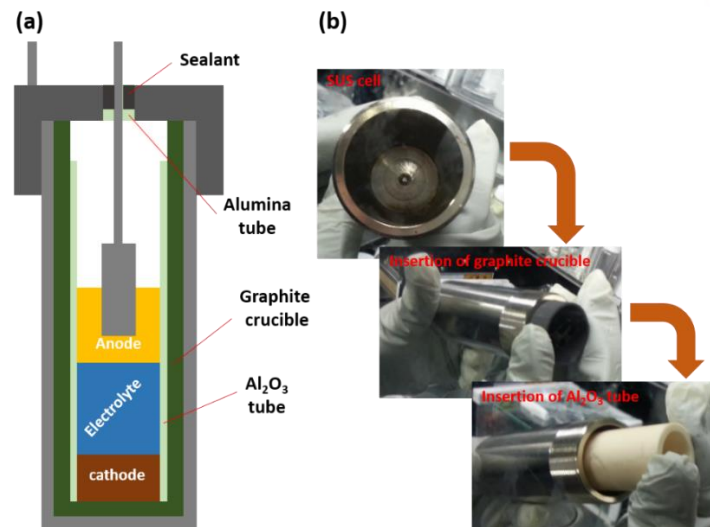 (a)
Sealant
Alumina
tube
Graphite
crucible
Al₂O₃
tube
Anode
Electrolyte
cathode
(b)
SUS cell
Insertion of graphite crucible
Insertion of Al₂O₃ tube